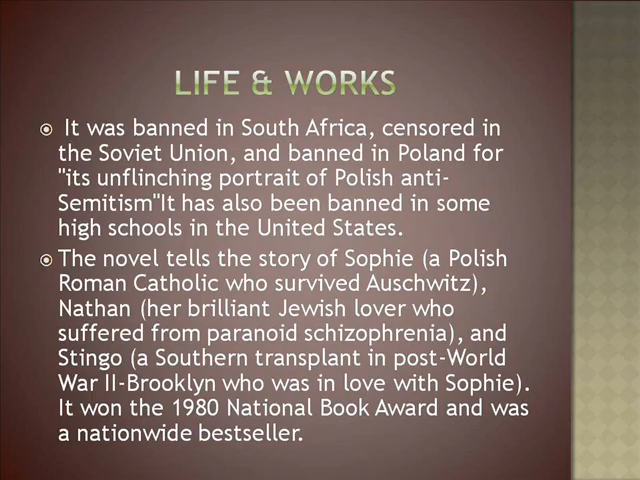 LIFE & WORKS
It was banned in South Africa, censored in
the Soviet Union, and banned in Poland for
"its unflinching portrait of Polish anti-
Semitism"It has also been banned in some
high schools in the United States.
The novel tells the story of Sophie (a Polish
Roman Catholic who survived Auschwitz),
Nathan (her brilliant Jewish lover who
suffered from paranoid schizophrenia), and
Stingo (a Southern transplant in post-World
War II-Brooklyn who was in love with Sophie).
It won the 1980 National Book Award and was
a nationwide bestseller.